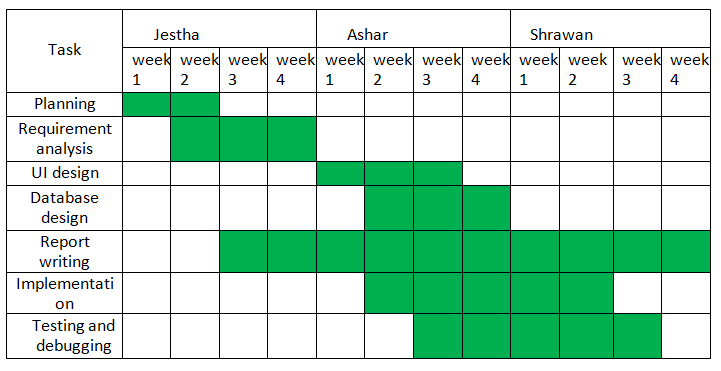 Task
Jestha
Ashar
Shrawan
week week week week week week week week week week week week
1 2 3 4 1 2 3 4 1 2 3 4
Planning
Requirement
analysis
UI design
Database
design
Report
writing
Implementati
on
Testing and
debugging